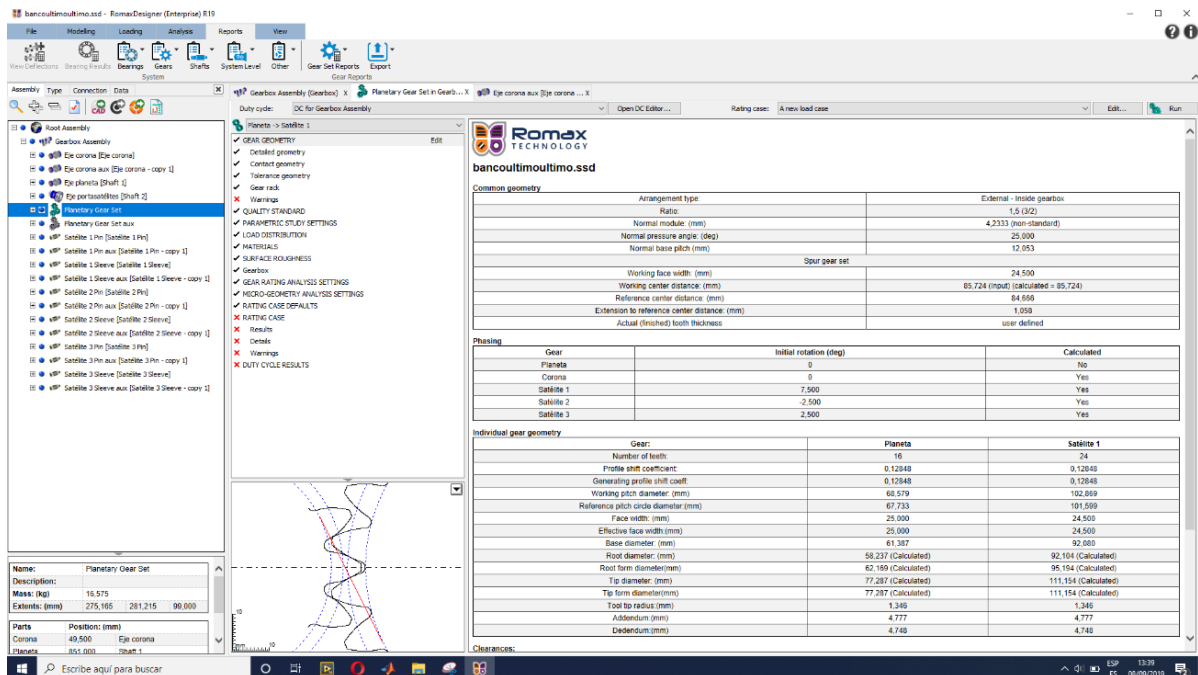 bancoultimoultimo.ssd - RomaxDesigner (Enterprise) R19
File Modelling Loading Analysis Reports View
View Deflections Bearing Results Bearings Gears Shafts System Level Other Gear Set Reports Export
System Gear Reports
Assembly Type Connection Data X
Gearbox Assembly (Gearbox) X Planetary Gear Set in Gearb... X Eje corona aux [Eje corona ... X
Duty cycle: DC for Gearbox Assembly Open DC Editor... Rating case: A new load case Edit... Run
CAD
Root Assembly
Gearbox Assembly
Eje corona [Eje corona]
Eje corona aux [Eje corona - copy 1]
Eje planeta [Shaft 1]
Eje portasatélites [Shaft 2]
Planetary Gear Set
Planetary Gear Set aux
Satélite 1 Pin [Satélite 1 Pin]
Satélite 1 Pin aux [Satélite 1 Pin - copy 1]
Satélite 1 Sleeve [Satélite 1 Sleeve]
Satélite 1 Sleeve aux [Satélite 1 Sleeve - copy 1]
Satélite 2 Pin [Satélite 2 Pin]
Satélite 2 Pin aux [Satélite 2 Pin - copy 1]
Satélite 2 Sleeve [Satélite 2 Sleeve]
Satélite 2 Sleeve aux [Satélite 2 Sleeve - copy 1]
Satélite 3 Pin [Satélite 3 Pin]
Satélite 3 Pin aux [Satélite 3 Pin - copy 1]
Satélite 3 Sleeve [Satélite 3 Sleeve]
Satélite 3 Sleeve aux [Satélite 3 Sleeve - copy 1]
Name: Planetary Gear Set
Description:
Mass: (kg) 16,575
Extents: (mm) 275,165 281,215 99,000
Parts Position: (mm)
Corona 49,500 Eje corona
Planeta 851,000 Shaft 1
Planeta -> Satélite 1
GEAR GEOMETRY Edit
Detailed geometry
Contact geometry
Tolerance geometry
Gear rack
Warnings
QUALITY STANDARD
PARAMETRIC STUDY SETTINGS
LOAD DISTRIBUTION
MATERIALS
SURFACE ROUGHNESS
Gearbox
GEAR RATING ANALYSIS SETTINGS
MICRO-GEOMETRY ANALYSIS SETTINGS
RATING CASE DEFAULTS
RATING CASE
Results
Details
Warnings
DUTY CYCLE RESULTS
10
mm 10
Romax
TECHNOLOGY
bancoultimoultimo.ssd
Common geometry
Arrangement type External - Inside gearbox
Ratio: 1,5 (3/2)
Normal module: (mm) 4,2333 (non-standard)
Normal pressure angle: (deg) 25,000
Normal base pitch (mm) 12,053
Spur gear set
Working face width: (mm) 24,500
Working center distance: (mm) 85,724 (Input) (calculated = 85,724)
Reference center distance: (mm) 84,666
Extension to reference center distance: (mm) 1,058
Actual (finished) tooth thickness user defined
Phasing
Gear Initial rotation (deg) Calculated
Planeta 0 No
Corona 0 Yes
Satélite 1 7,500 Yes
Satélite 2 -2,500 Yes
Satélite 3 2,500 Yes
Individual gear geometry
Gear: Planeta Satélite 1
Number of teeth: 16 24
Profile shift coefficient: 0,12848 0,12848
Generating profile shift coeff: 0,12848 0,12848
Working pitch diameter: (mm) 68,579 102,869
Reference pitch circle diameter:(mm) 67,733 101,599
Face width: (mm) 25,000 24,500
Effective face width:(mm) 25,000 24,500
Base diameter: (mm) 61,387 92,080
Root diameter: (mm) 58,237 (Calculated) 92,104 (Calculated)
Root form diameter(mm) 62,169 (Calculated) 95,194 (Calculated)
Tip diameter: (mm) 77,287 (Calculated) 111,154 (Calculated)
Tip form diameter(mm) 77,287 (Calculated) 111,154 (Calculated)
Tool tip radius:(mm) 1,346 1,346
Addendum:(mm) 4,777 4,777
Dedendum:(mm) 4,748 4,748
Clearances:
Escribe aquí para buscar
ESP 13:39
ES 08/09/2019